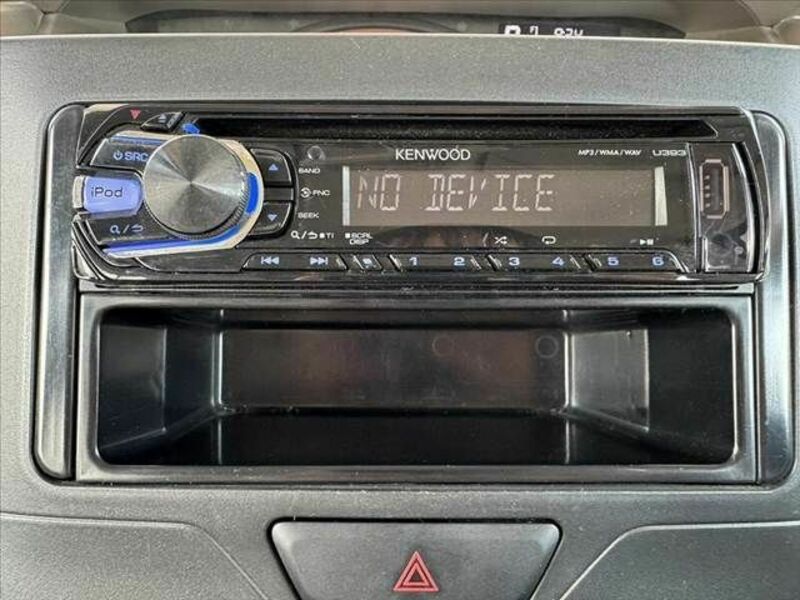 SRC
iPod
KENWOOD
MP3/WMA/WAV U393
BAND
FNC
SEEK
NO DEVICE
SCRL
DISP
1 2 3 4 5 6